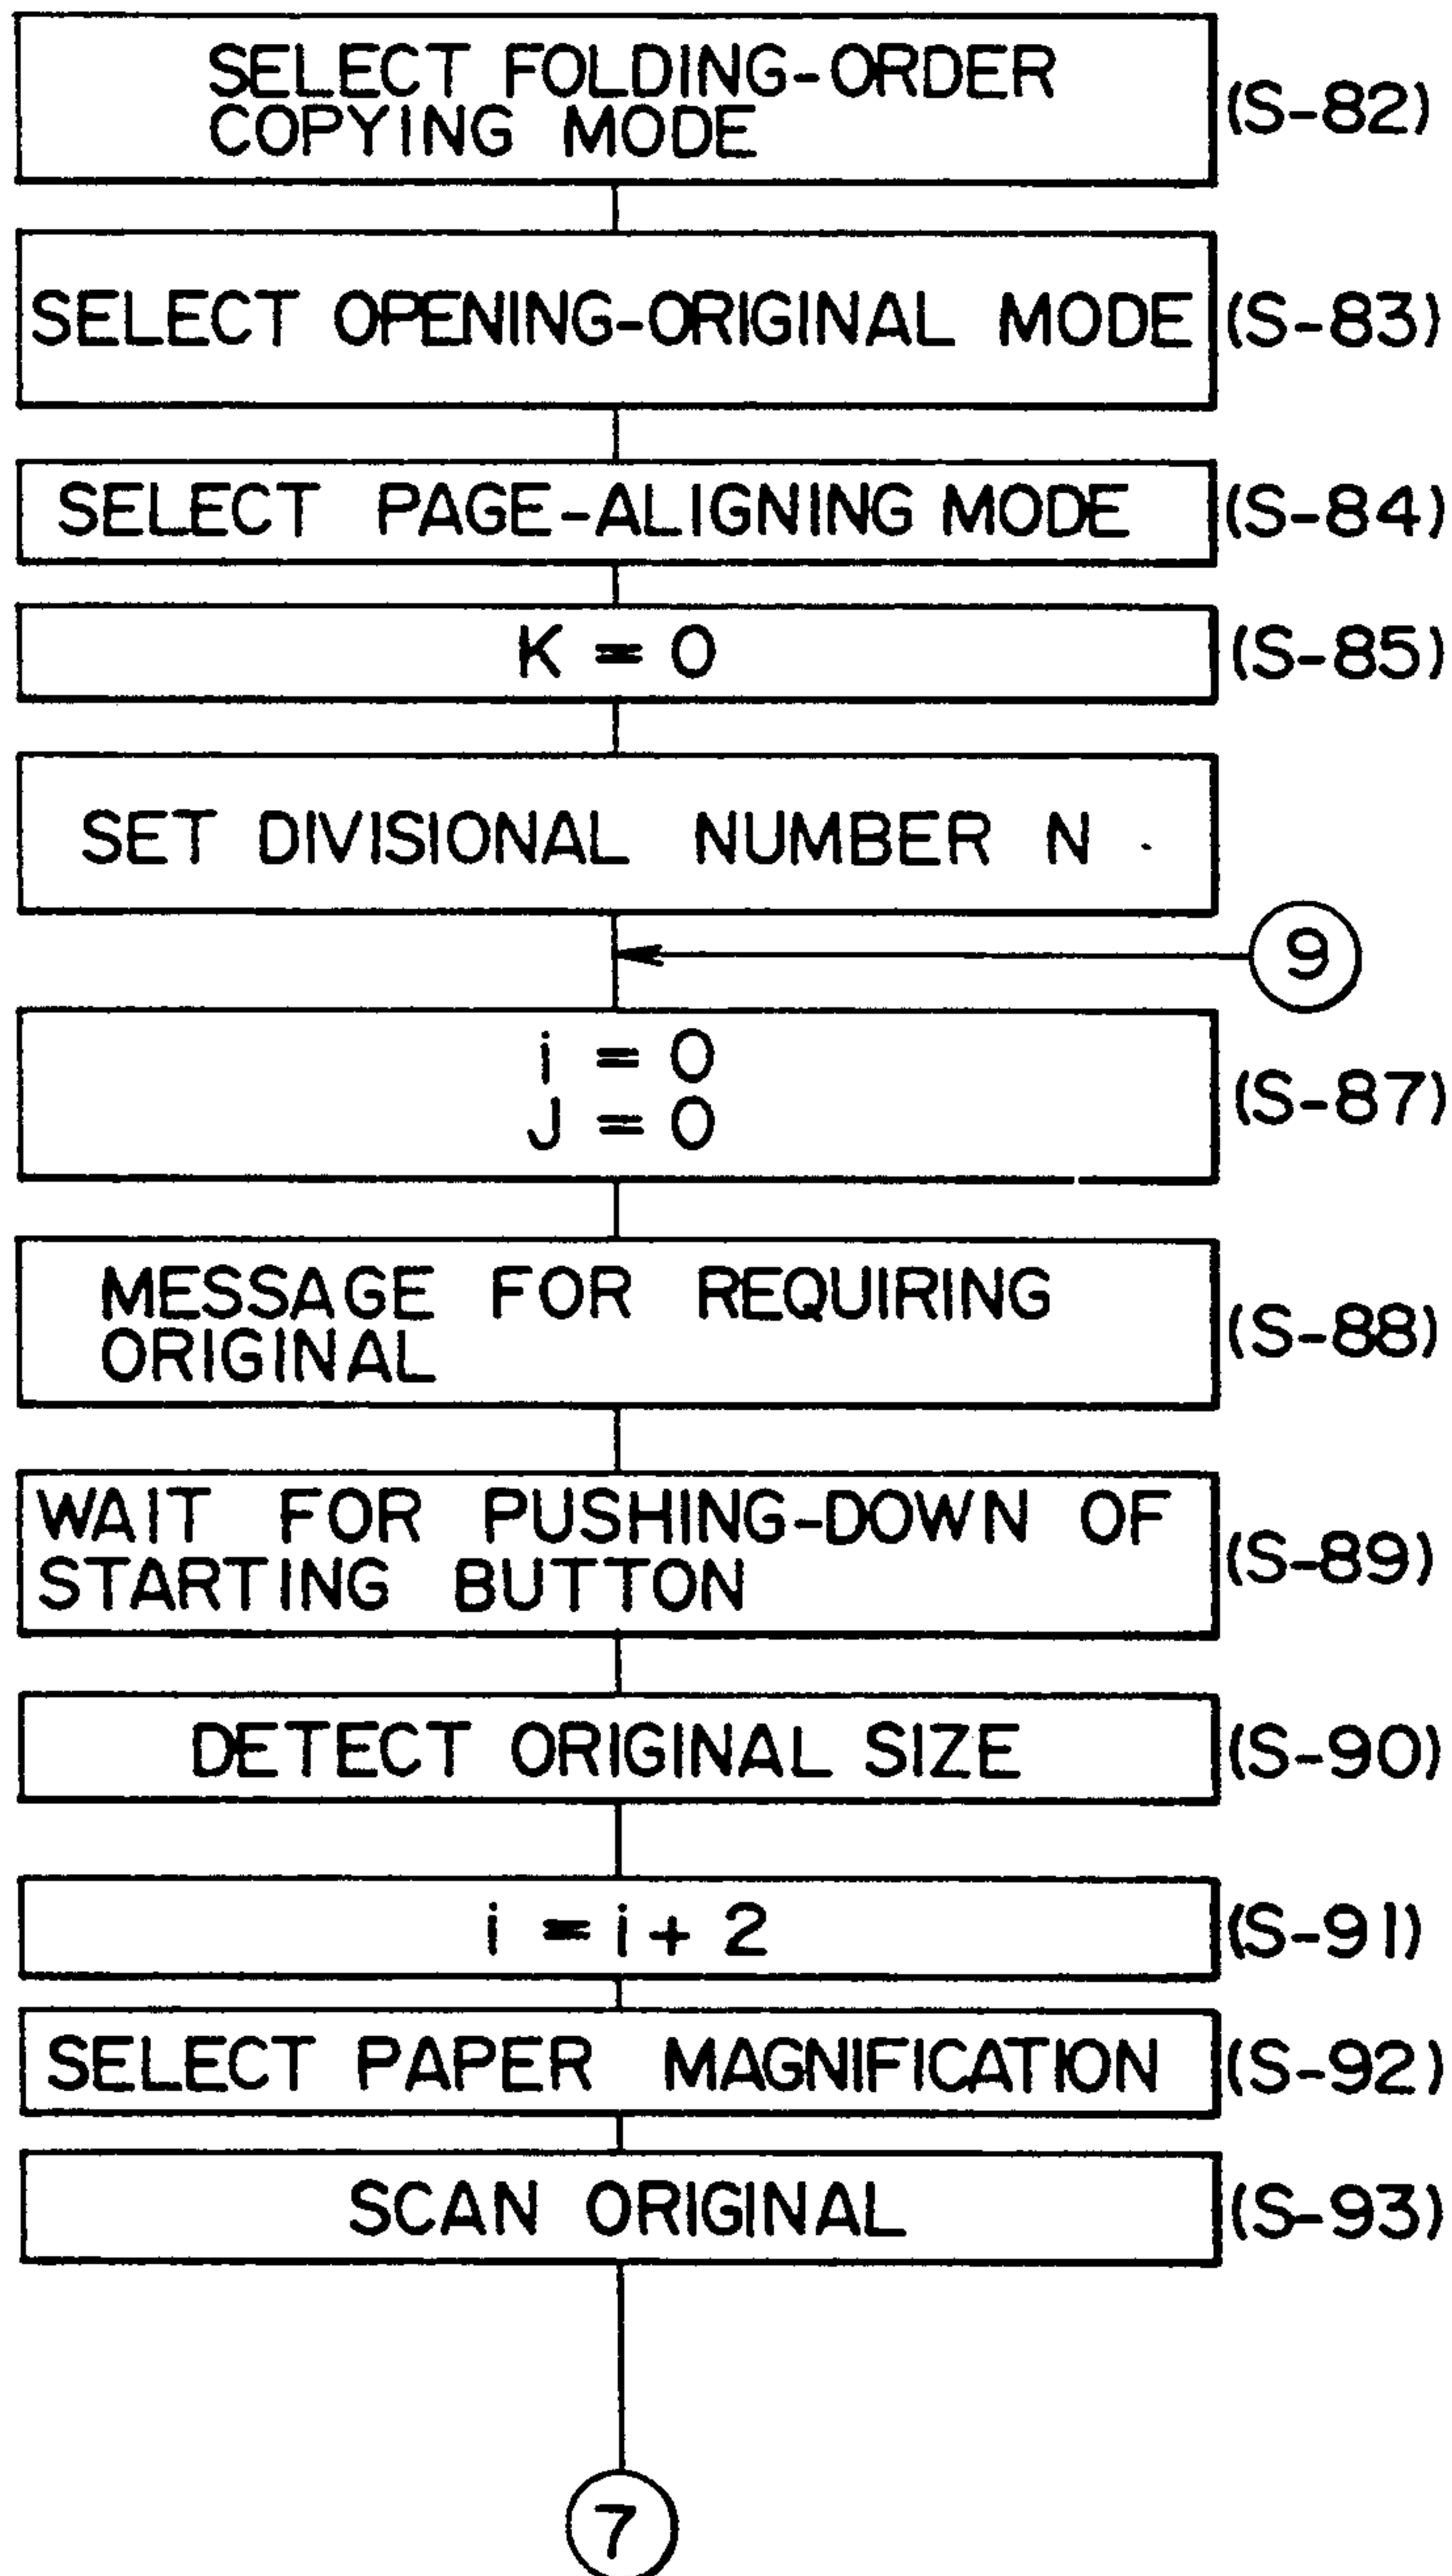 SELECT FOLDING-ORDER
COPYING MODE
(S-82)
SELECT OPENING-ORIGINAL MODE
(S-83)
SELECT PAGE-ALIGNING MODE
(S-84)
K = 0
(S-85)
SET DIVISIONAL NUMBER N
9
i = 0
J = 0
(S-87)
MESSAGE FOR REQUIRING
ORIGINAL
(S-88)
WAIT FOR PUSHING-DOWN OF
STARTING BUTTON
(S-89)
DETECT ORIGINAL SIZE
(S-90)
i = i + 2
(S-91)
SELECT PAPER MAGNIFICATION
(S-92)
SCAN ORIGINAL
(S-93)
7